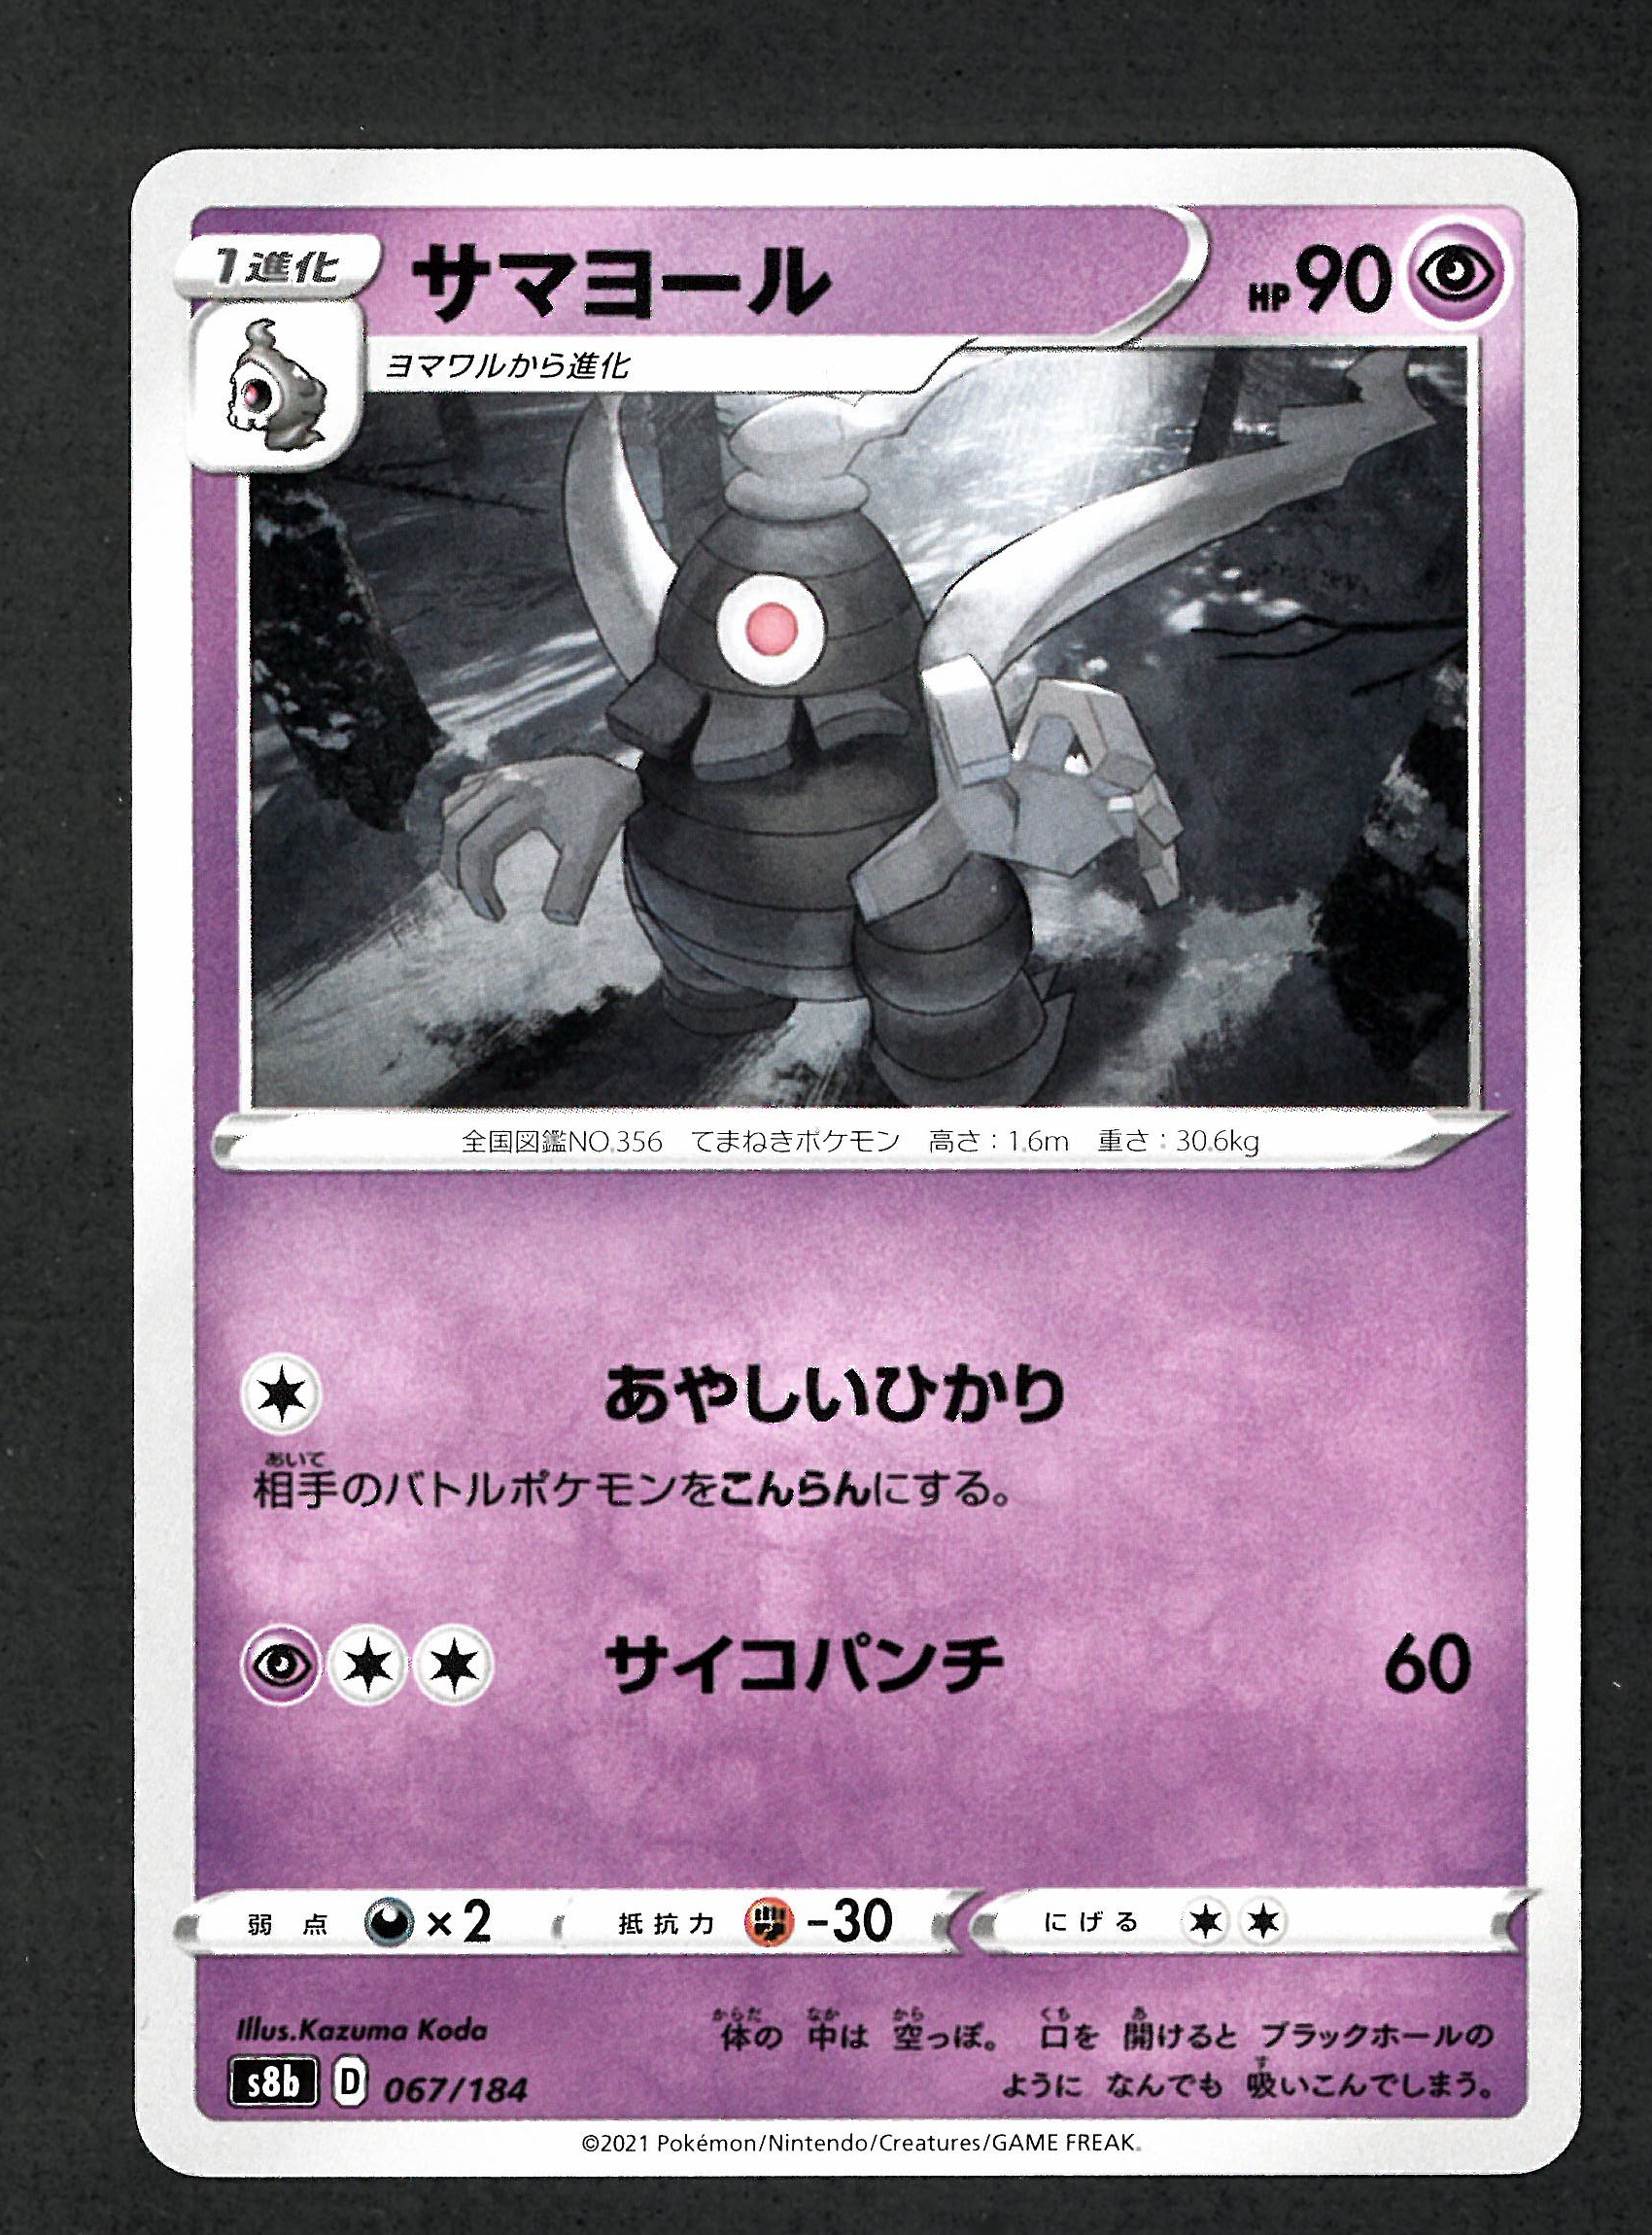 1進化
サマヨール
HP90
ヨマワルから進化
全国図鑑NO.356 てまねきポケモン 高さ：1.6m 重さ：30.6kg
あやしいひかり
あいて
相手のバトルポケモンをこんらんにする。
サイコパンチ 60
弱点 ×2 抵抗力 -30 にげる
Illus.Kazuma Koda
からだ なか から くち あ
体の 中は 空っぽ。 口を 開けると ブラックホールの
す
ように なんでも 吸いこんでしまう。
s8b D 067/184
©2021 Pokémon/Nintendo/Creatures/GAME FREAK.